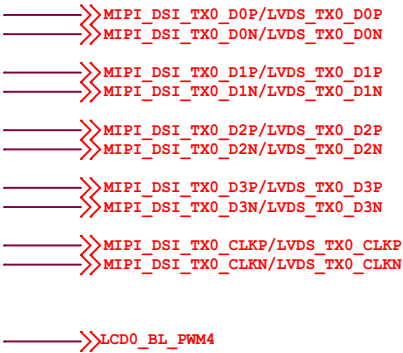 MIPI_DSI_TX0_D0P/LVDS_TX0_D0P
MIPI_DSI_TX0_D0N/LVDS_TX0_D0N
MIPI_DSI_TX0_D1P/LVDS_TX0_D1P
MIPI_DSI_TX0_D1N/LVDS_TX0_D1N
MIPI_DSI_TX0_D2P/LVDS_TX0_D2P
MIPI_DSI_TX0_D2N/LVDS_TX0_D2N
MIPI_DSI_TX0_D3P/LVDS_TX0_D3P
MIPI_DSI_TX0_D3N/LVDS_TX0_D3N
MIPI_DSI_TX0_CLKP/LVDS_TX0_CLKP
MIPI_DSI_TX0_CLKN/LVDS_TX0_CLKN
LCD0_BL_PWM4